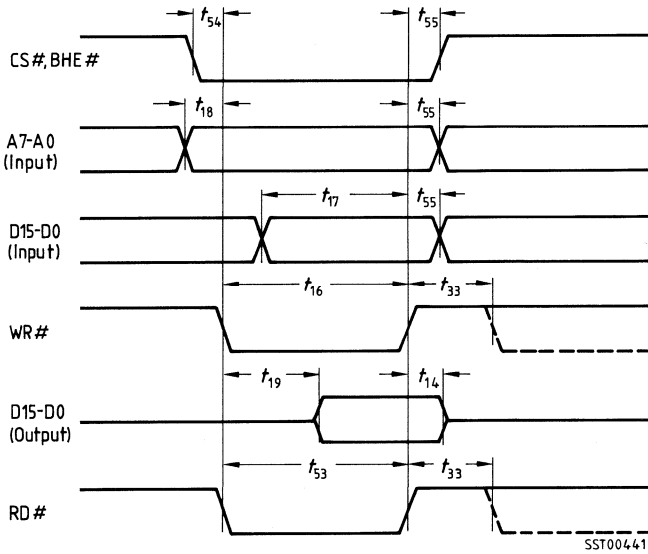 t54 t55
CS#, BHE#
t18 t55
A7-A0
(Input)
t17 t55
D15-D0
(Input)
t16 t33
WR#
t19 t14
D15-D0
(Output)
t53 t33
RD#
SST00441